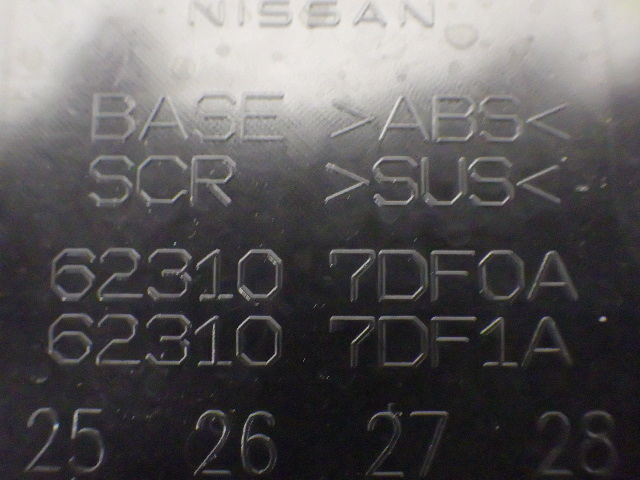 NISSAN
BASE >ABS<
SCR >SUS<
62310 7DF0A
62310 7DF1A
25 26 27 28